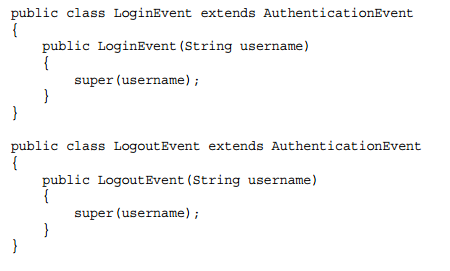 public class LoginEvent extends AuthenticationEvent
{
    public LoginEvent(String username)
    {
        super(username);
    }
}
public class LogoutEvent extends AuthenticationEvent
{
    public LogoutEvent(String username)
    {
        super(username);
    }
}